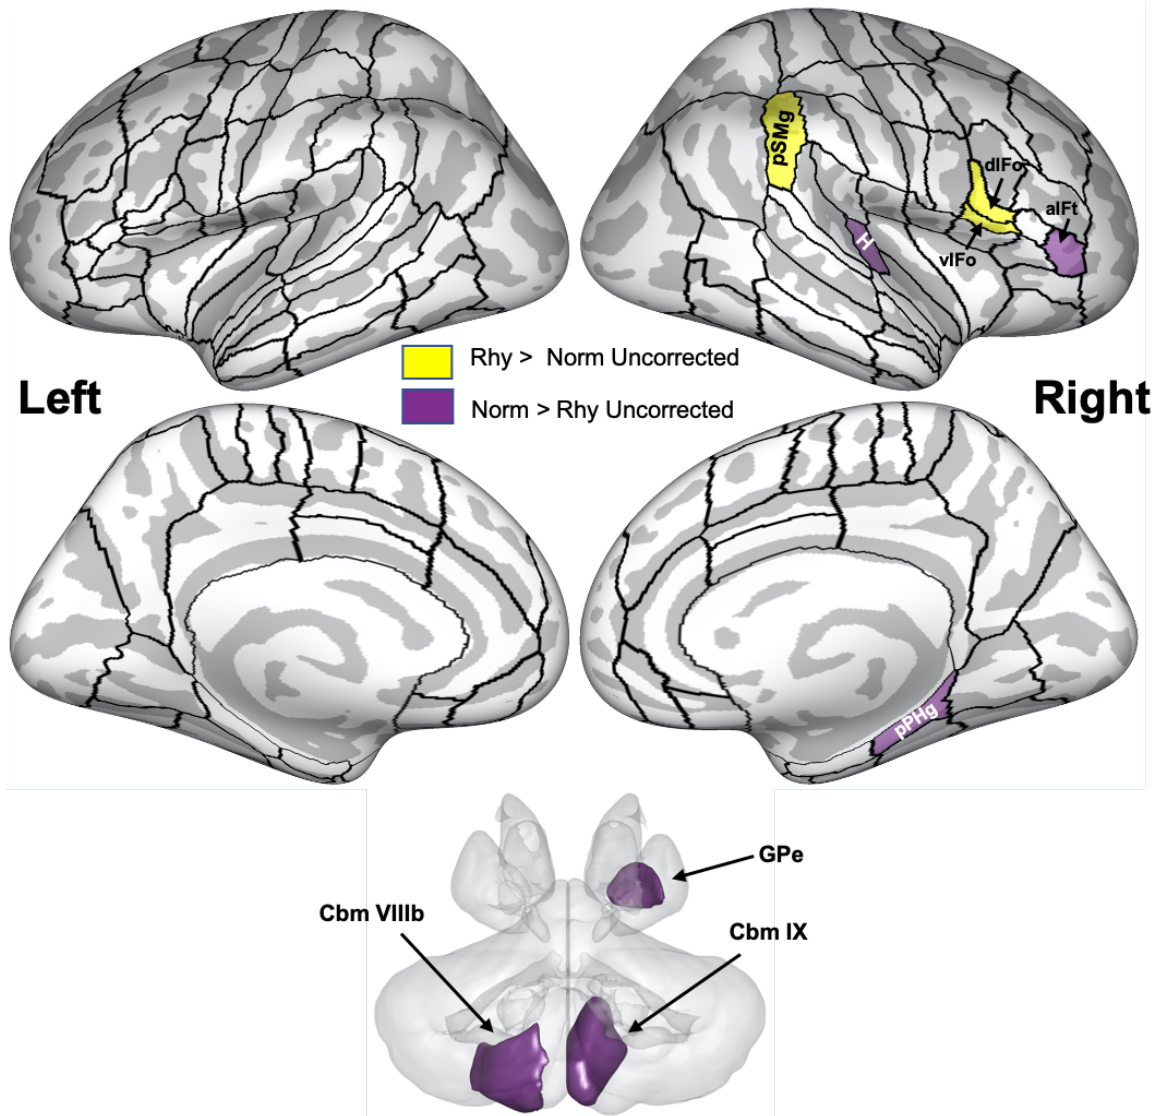 pSMg
dIFo
aIFt
H
vIFo
Rhy > Norm Uncorrected
Left
Right
Norm > Rhy Uncorrected
pPHg
GPe
Cbm VIIIb
Cbm IX